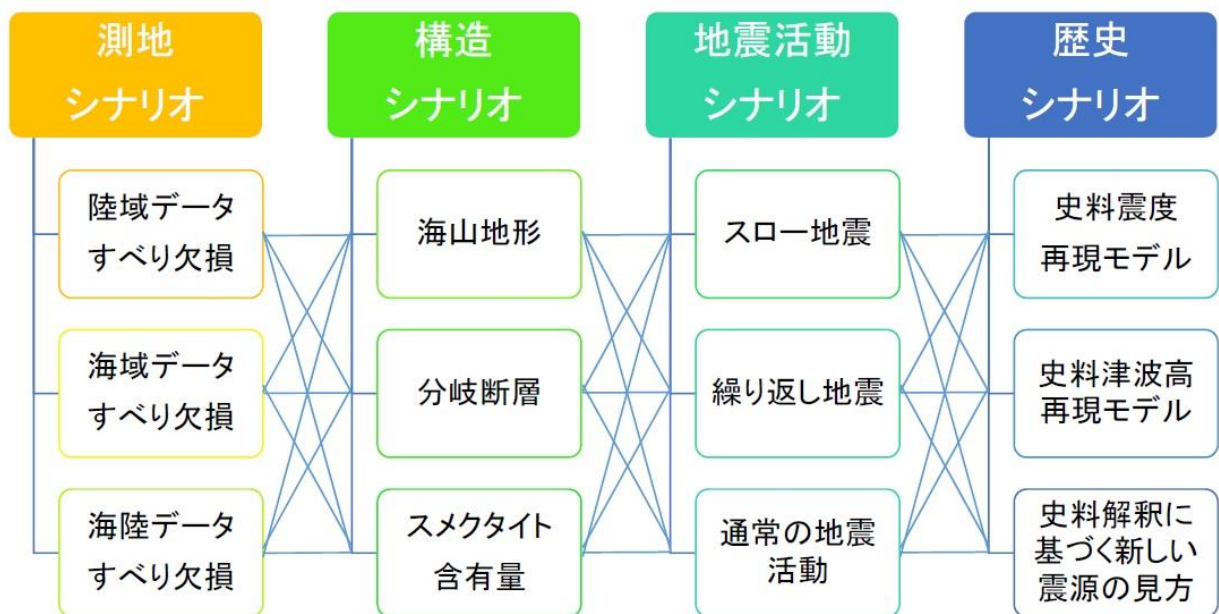 測地
シナリオ
陸域データ
すべり欠損
海域データ
すべり欠損
海陸データ
すべり欠損
構造
シナリオ
海山地形
分岐断層
スメクタイト
含有量
地震活動
シナリオ
スロー地震
繰り返し地震
通常の地震
活動
歴史
シナリオ
史料震度
再現モデル
史料津波高
再現モデル
史料解釈に
基づく新しい
震源の見方